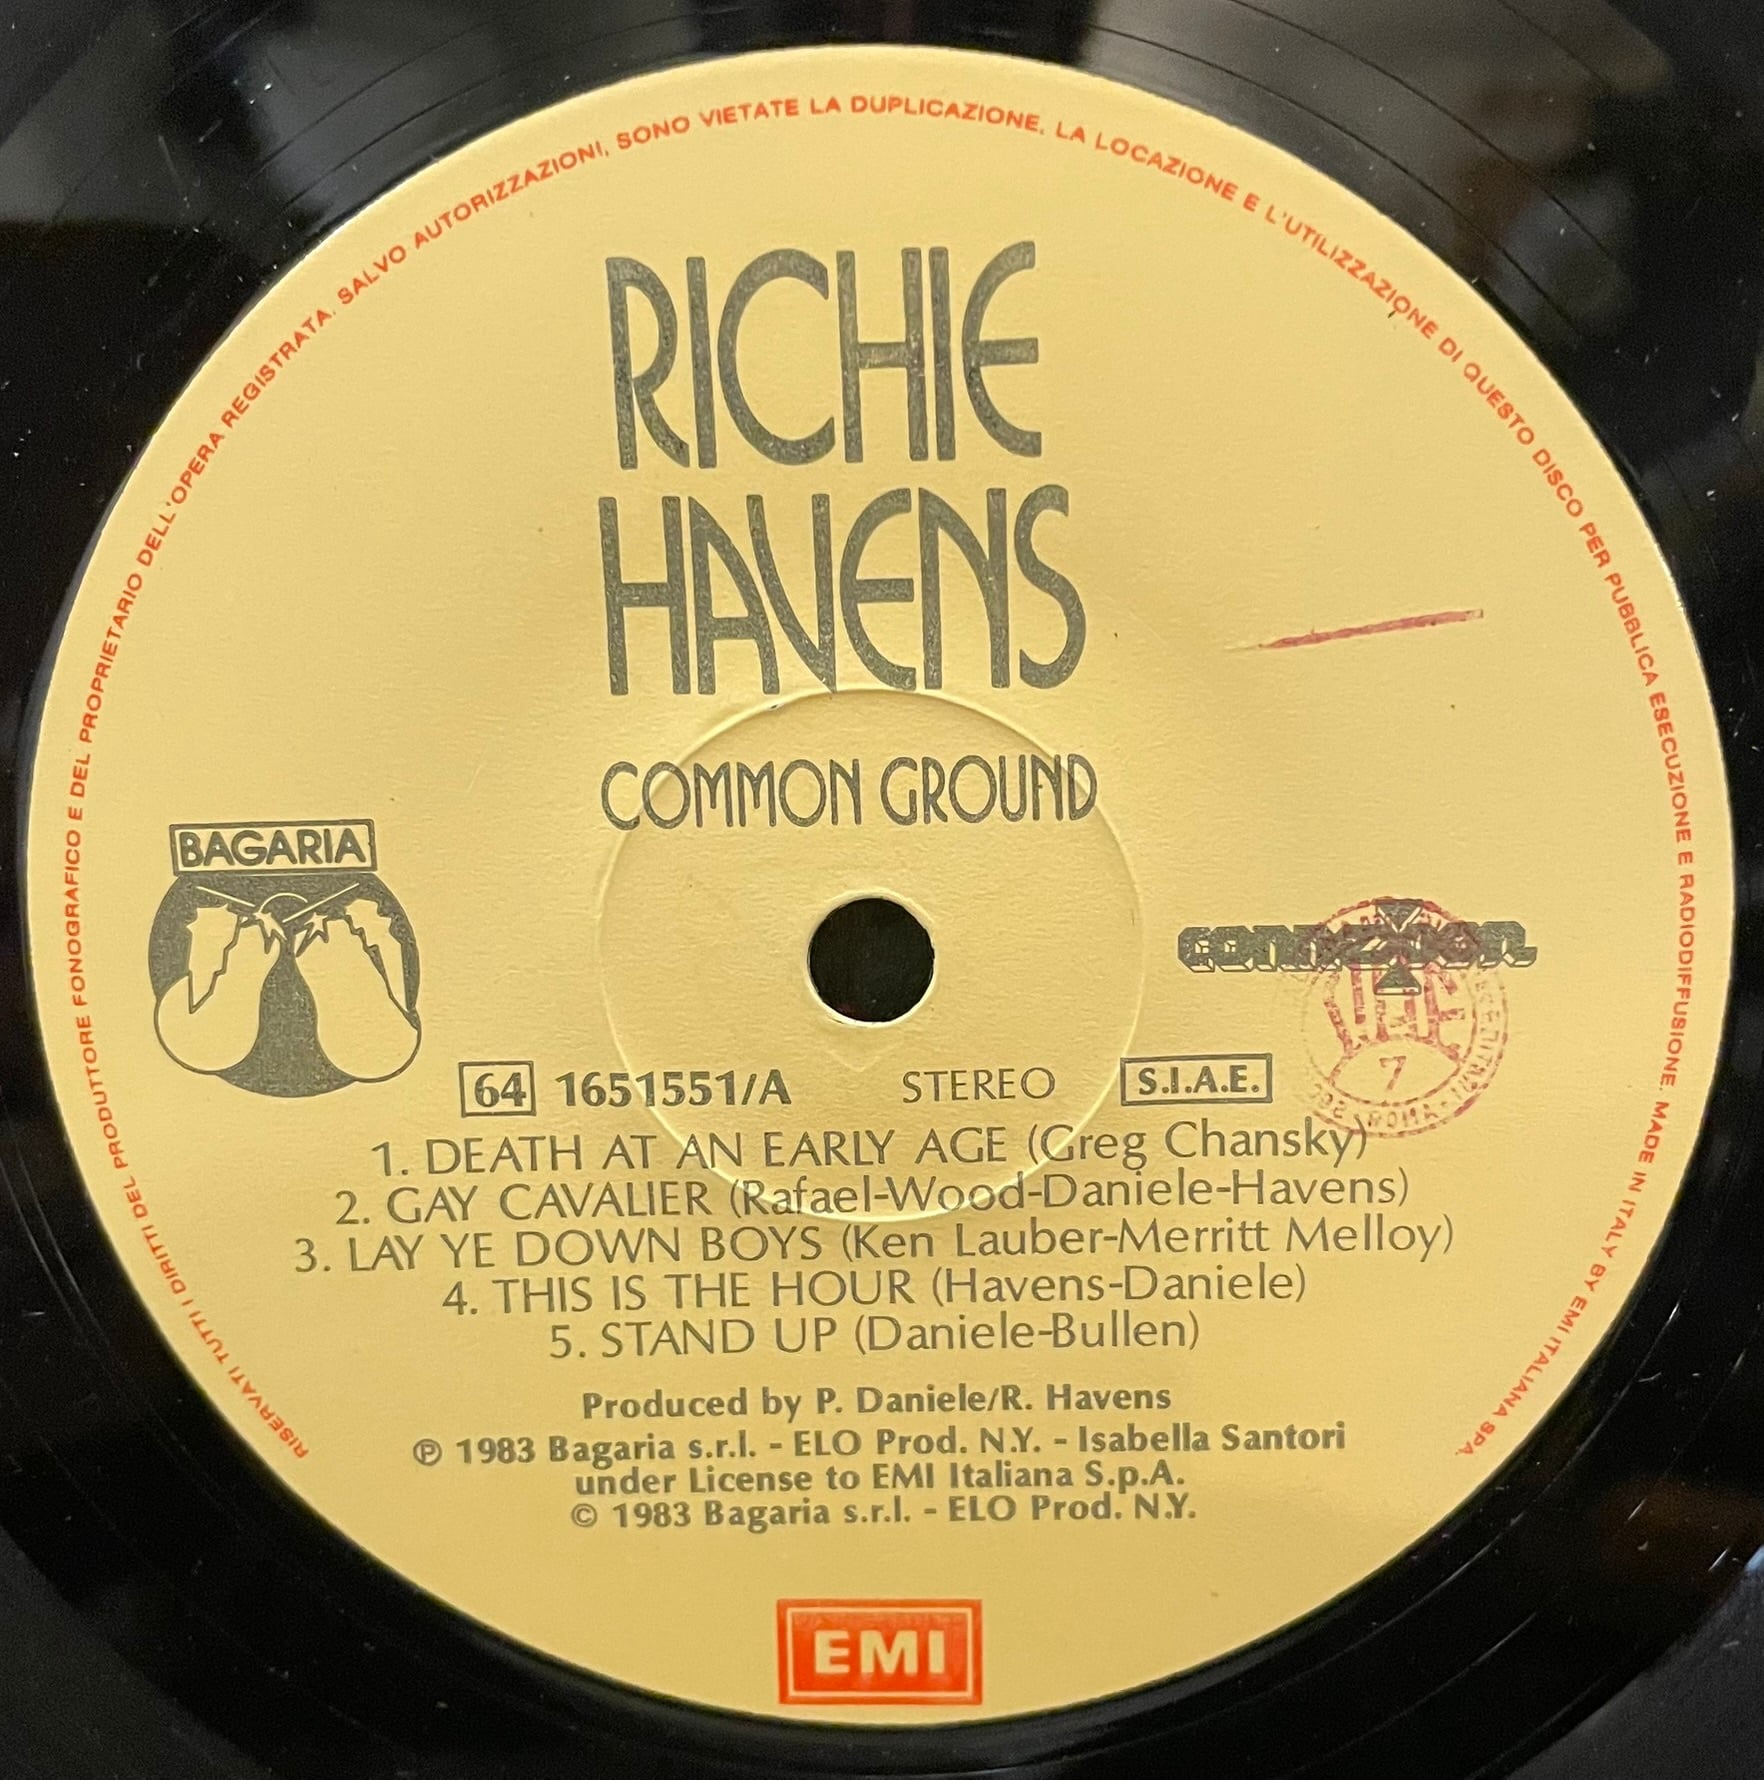 RISERVATI TUTTI I DIRITTI DEL PRODUTTORE FONOGRAFICO E DEL PROPRIETARIO DELL'OPERA REGISTRATA. SALVO AUTORIZZAZIONI, SONO VIETATE LA DUPLICAZIONE, LA LOCAZIONE E L'UTILIZZAZIONE DI QUESTO DISCO PER PUBBLICA ESECUZIONE E RADIODIFFUSIONE. MADE IN ITALY BY EMI ITALIANA SPA.
RICHIE
HAVENS
COMMON GROUND
BAGARIA
64 1651551/A STEREO S.I.A.E.
7
ROMA
1. DEATH AT AN EARLY AGE (Greg Chansky)
2. GAY CAVALIER (Rafael-Wood-Daniele-Havens)
3. LAY YE DOWN BOYS (Ken Lauber-Merritt Melloy)
4. THIS IS THE HOUR (Havens-Daniele)
5. STAND UP (Daniele-Bullen)
Produced by P. Daniele/R. Havens
℗ 1983 Bagaria s.r.l. - ELO Prod. N.Y. - Isabella Santori
under License to EMI Italiana S.p.A.
© 1983 Bagaria s.r.l. - ELO Prod. N.Y.
EMI